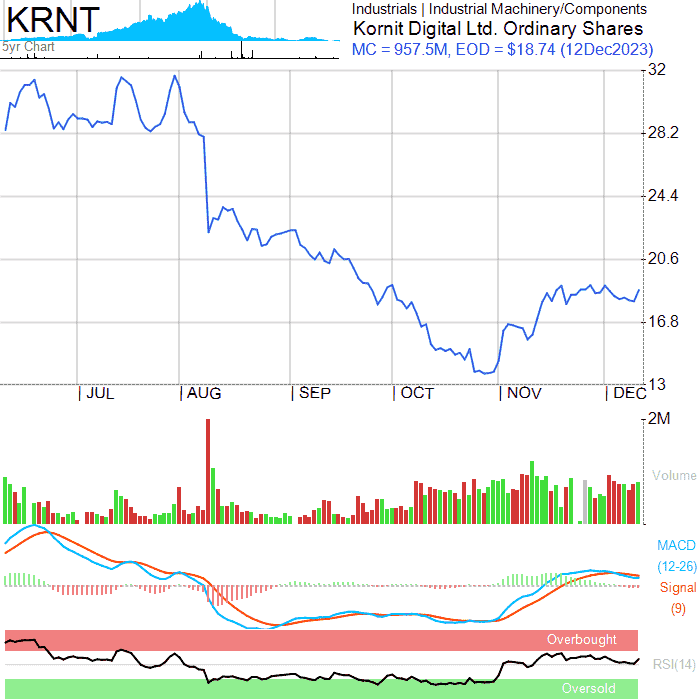 KRNT
5yr Chart
Industrials | Industrial Machinery/Components
Kornit Digital Ltd. Ordinary Shares
MC = 957.5M, EOD = $18.74 (12Dec2023)
32
28.2
24.4
20.6
16.8
13
JUL
AUG
SEP
OCT
NOV
DEC
2M
Volume
MACD
(12-26)
Signal
(9)
Overbought
RSI(14)
Oversold